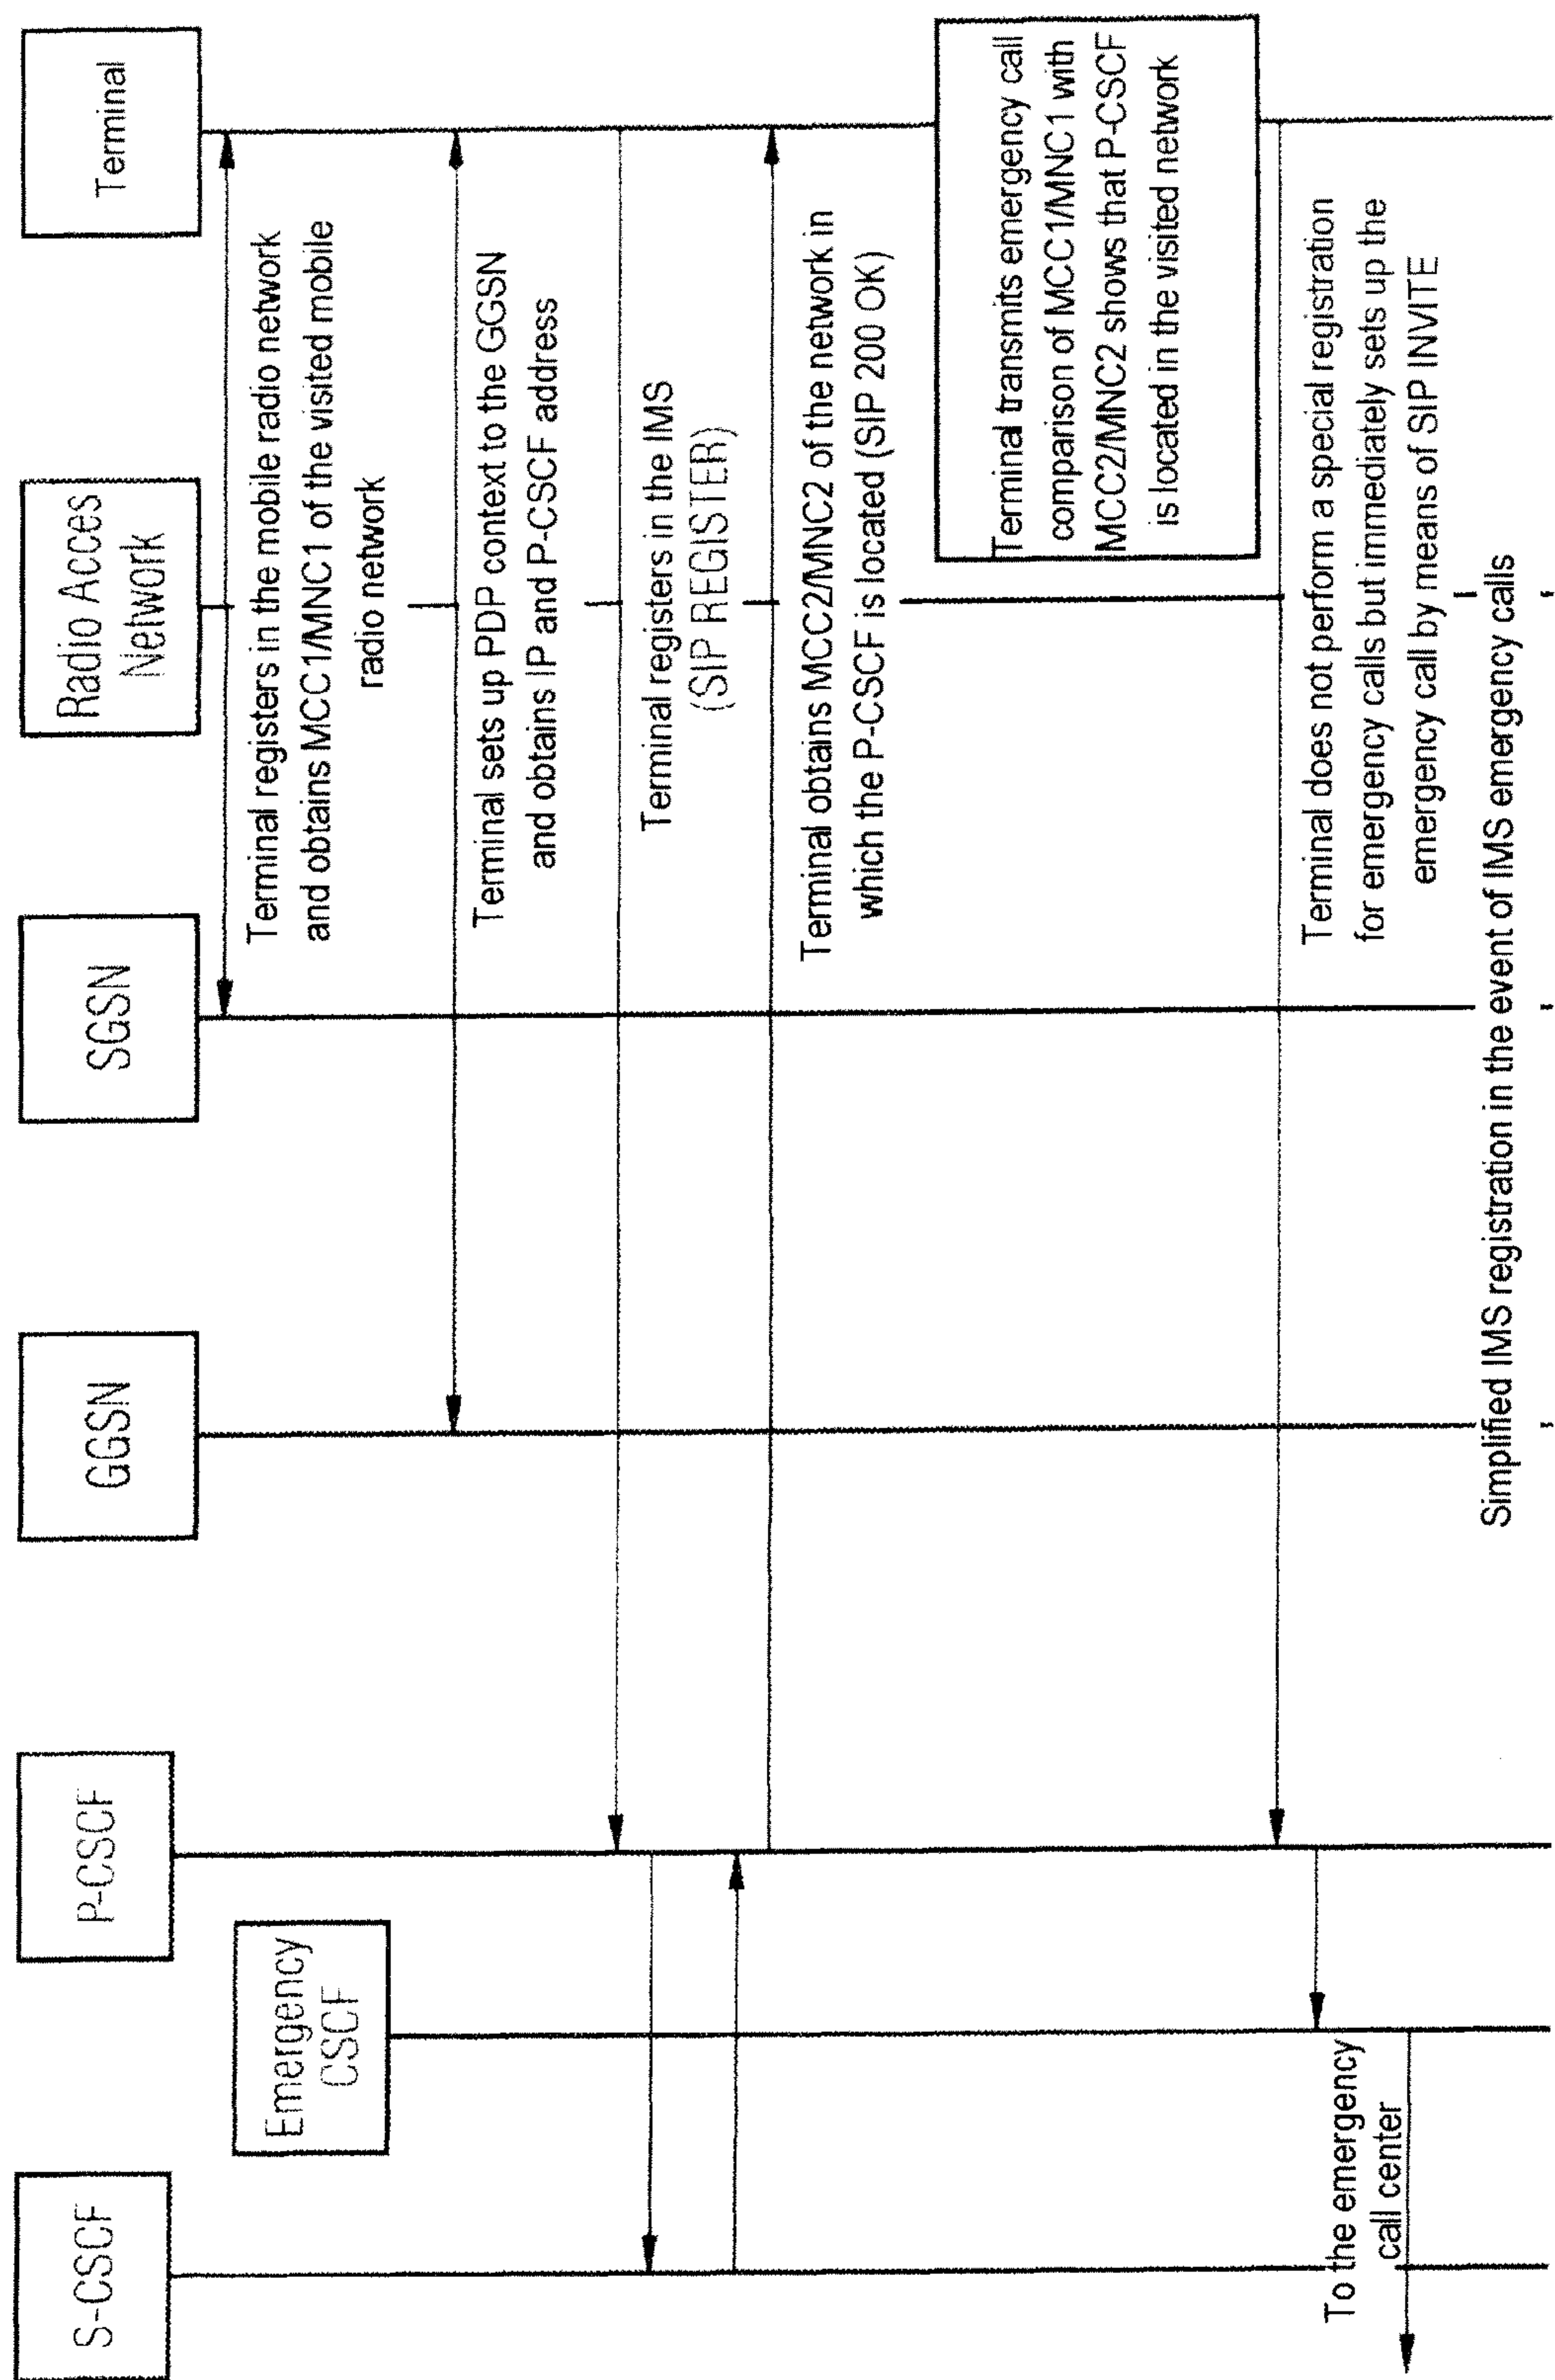 Terminal
Radio Acces
Network
SGSN
GGSN
P-CSCF
Emergency
CSCF
S-CSCF
Terminal registers in the mobile radio network
and obtains MCC1/MNC1 of the visited mobile
radio network
Terminal sets up PDP context to the GGSN
and obtains IP and P-CSCF address
Terminal registers in the IMS
(SIP REGISTER)
Terminal obtains MCC2/MNC2 of the network in
which the P-CSCF is located (SIP 200 OK)
Terminal transmits emergency call
comparison of MCC1/MNC1 with
MCC2/MNC2 shows that P-CSCF
is located in the visited network
Terminal does not perform a special registration
for emergency calls but immediately sets up the
emergency call by means of SIP INVITE
To the emergency
call center
Simplified IMS registration in the event of IMS emergency calls